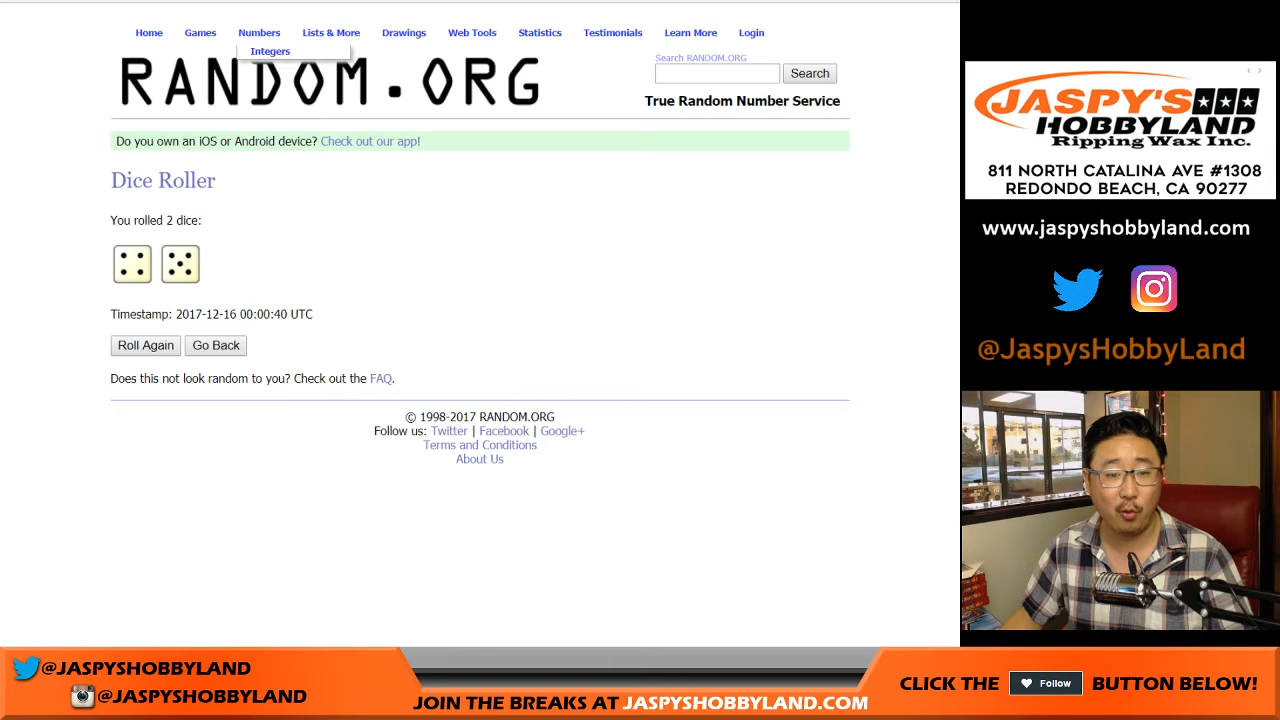 Home Games Numbers Lists & More Drawings Web Tools Statistics Testimonials Learn More Login
Integers
RANDOM.ORG
Search RANDOM.ORG
Search
True Random Number Service
Do you own an iOS or Android device? Check out our app!
Dice Roller
You rolled 2 dice:
Timestamp: 2017-12-16 00:00:40 UTC
Roll Again Go Back
Does this not look random to you? Check out the FAQ.
© 1998-2017 RANDOM.ORG
Follow us: Twitter | Facebook | Google+
Terms and Conditions
About Us
JASPY'S
HOBBYLAND
Ripping Wax Inc.
811 NORTH CATALINA AVE #1308
REDONDO BEACH, CA 90277
www.jaspyshobbyland.com
@JaspysHobbyLand
@JASPYSHOBBYLAND
@JASPYSHOBBYLAND
JOIN THE BREAKS AT JASPYSHOBBYLAND.COM
CLICK THE Follow BUTTON BELOW!